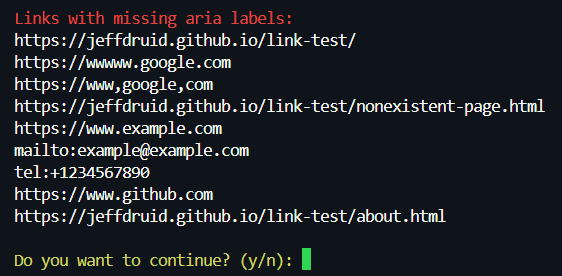 Links with missing aria labels:
https://jeffdruid.github.io/link-test/
https://wwwww.google.com
https://www,google,com
https://jeffdruid.github.io/link-test/nonexistent-page.html
https://www.example.com
mailto:example@example.com
tel:+1234567890
https://www.github.com
https://jeffdruid.github.io/link-test/about.html
Do you want to continue? (y/n):